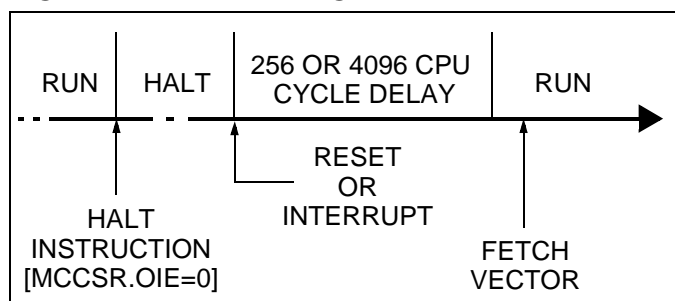 RUN
HALT
256 OR 4096 CPU
CYCLE DELAY
RUN
RESET
OR
INTERRUPT
HALT
INSTRUCTION
[MCCSR.OIE=0]
FETCH
VECTOR